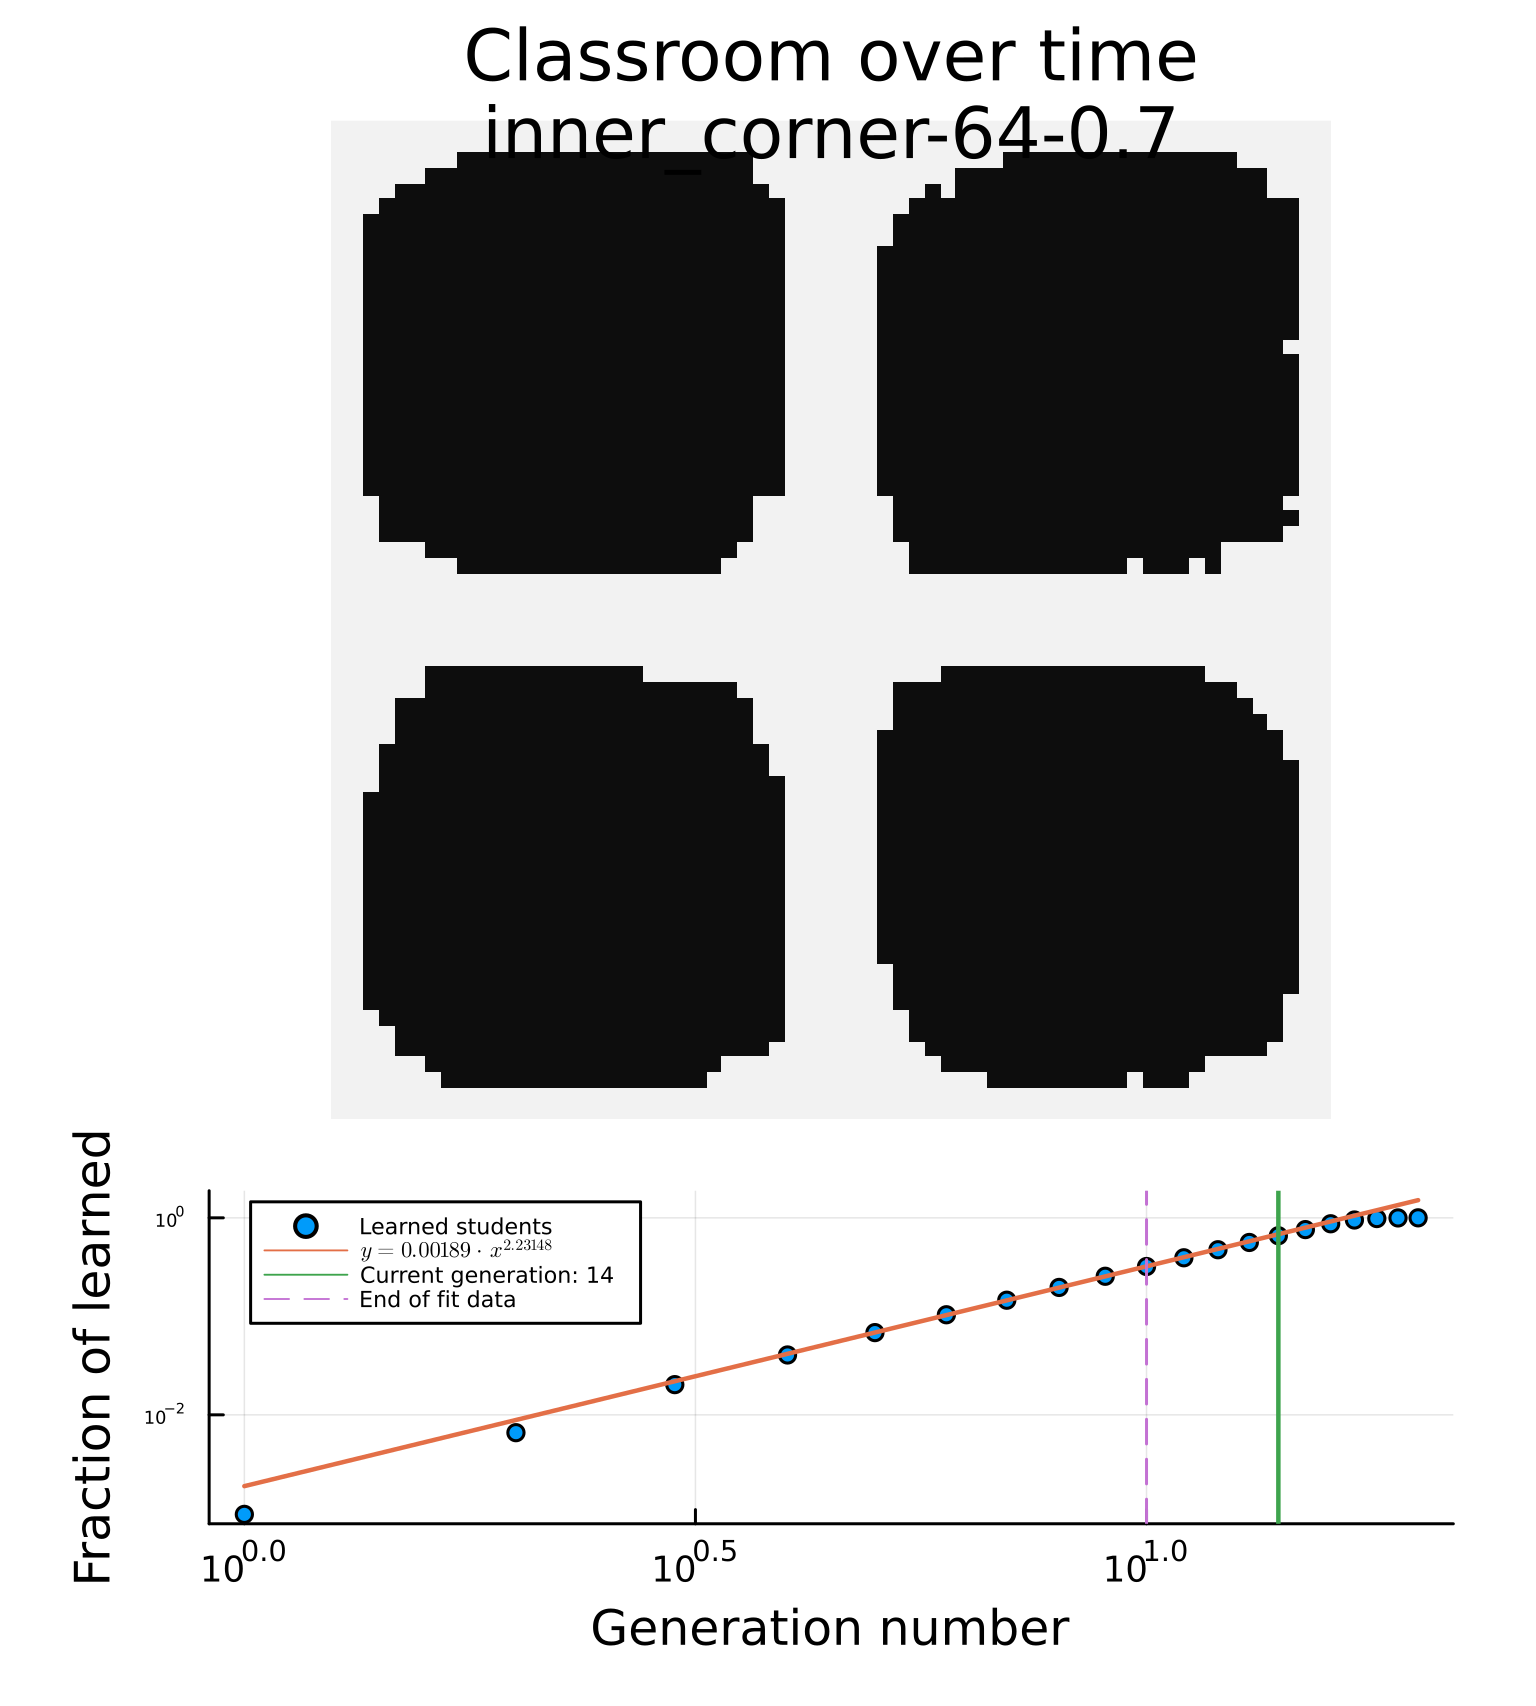 Classroom over time
inner_corner-64-0.7
Fraction of learned
10^0
10^−2
Learned students
y = 0.00189 · x^2.23148
Current generation: 14
End of fit data
10^0.0 10^0.5 10^1.0
Generation number